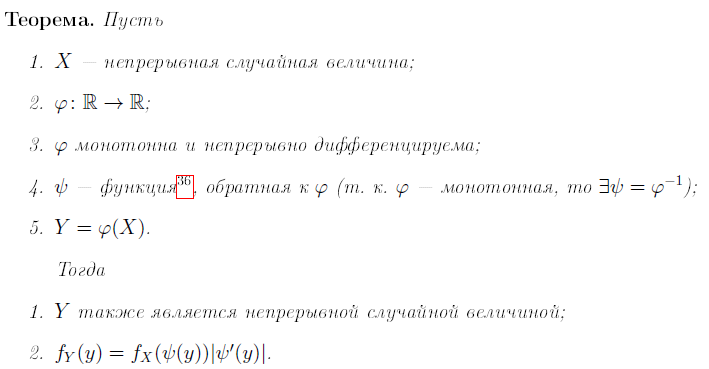 Теорема. Пусть
1. X — непрерывная случайная величина;
2. φ: ℝ → ℝ;
3. φ монотонна и непрерывно дифференцируема;
4. ψ — функция³⁶, обратная к φ (т. к. φ — монотонная, то ∃ψ = φ⁻¹);
5. Y = φ(X).
Тогда
1. Y также является непрерывной случайной величиной;
2. f_Y(y) = f_X(ψ(y))|ψ′(y)|.